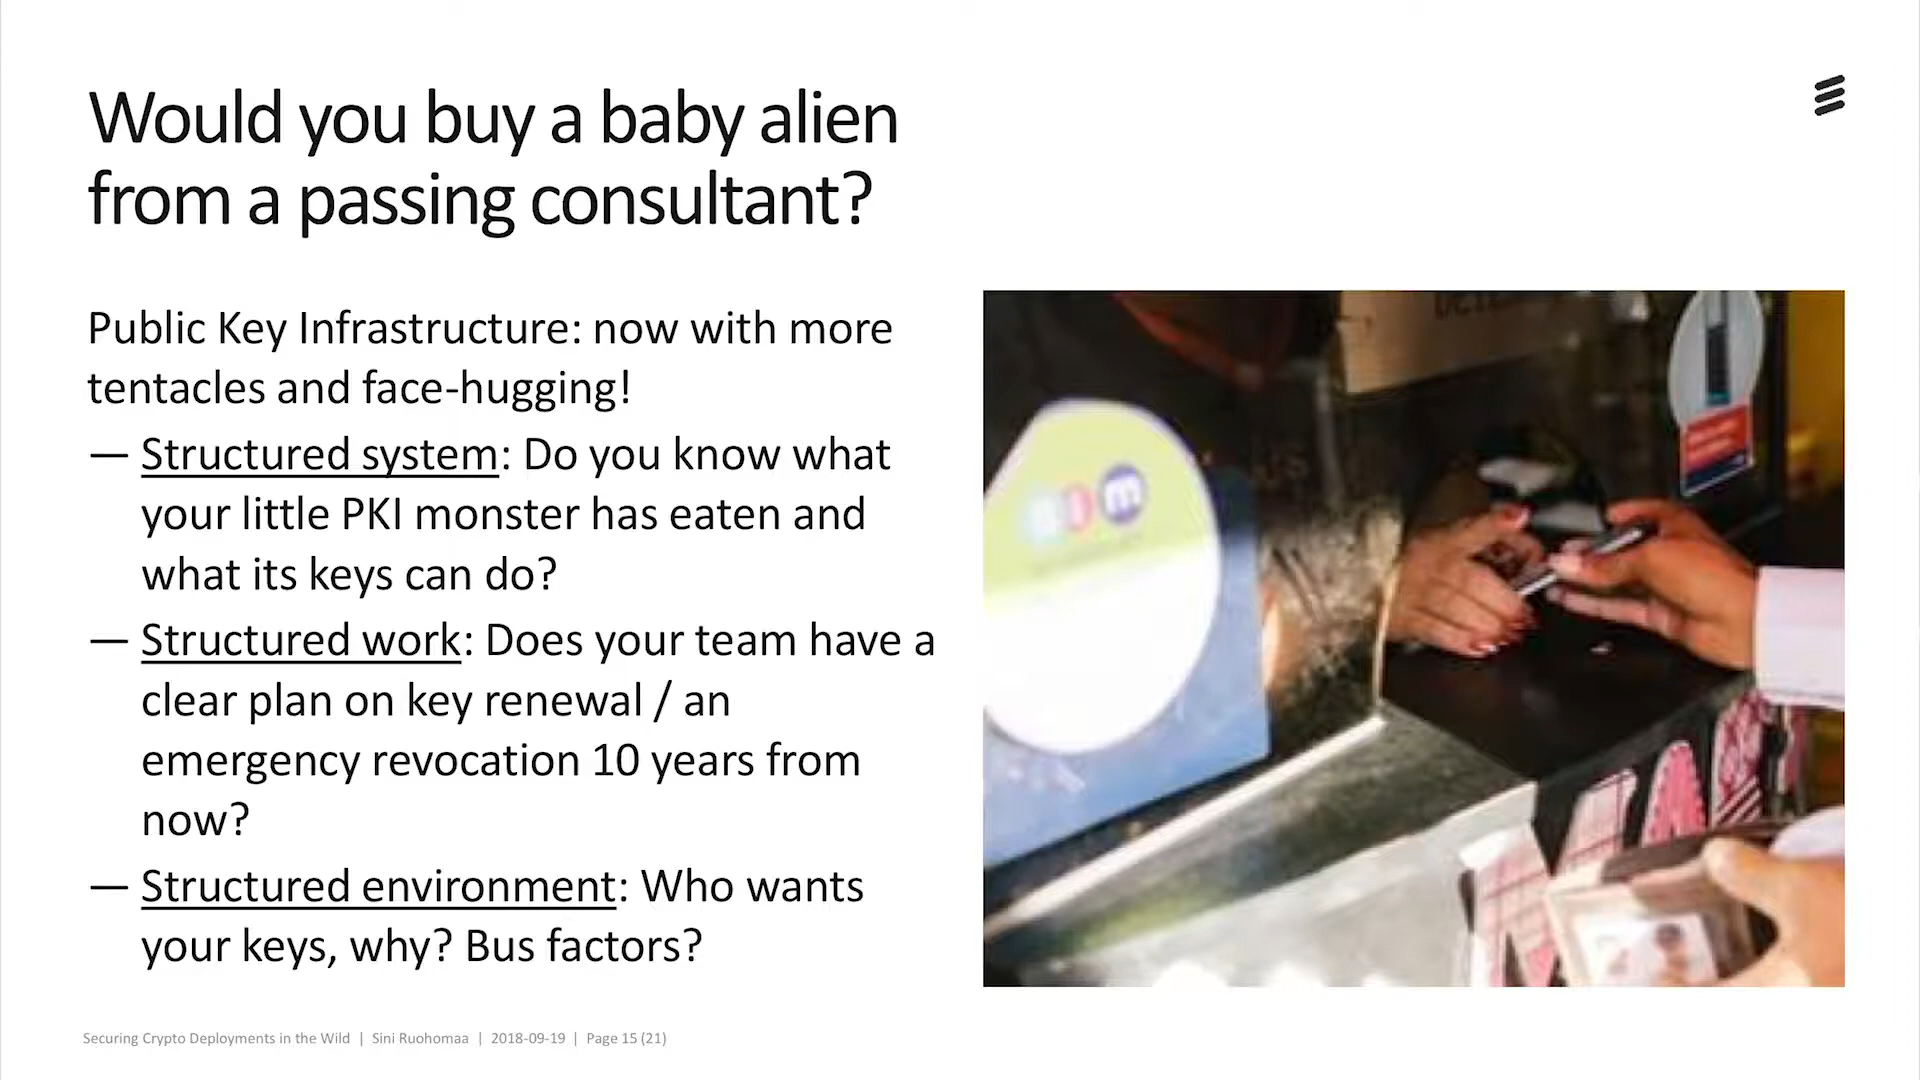 Would you buy a baby alien
from a passing consultant?
Public Key Infrastructure: now with more
tentacles and face-hugging!
— Structured system: Do you know what
your little PKI monster has eaten and
what its keys can do?
— Structured work: Does your team have a
clear plan on key renewal / an
emergency revocation 10 years from
now?
— Structured environment: Who wants
your keys, why? Bus factors?
Securing Crypto Deployments in the Wild | Sini Ruohomaa | 2018-09-19 | Page 15 (21)